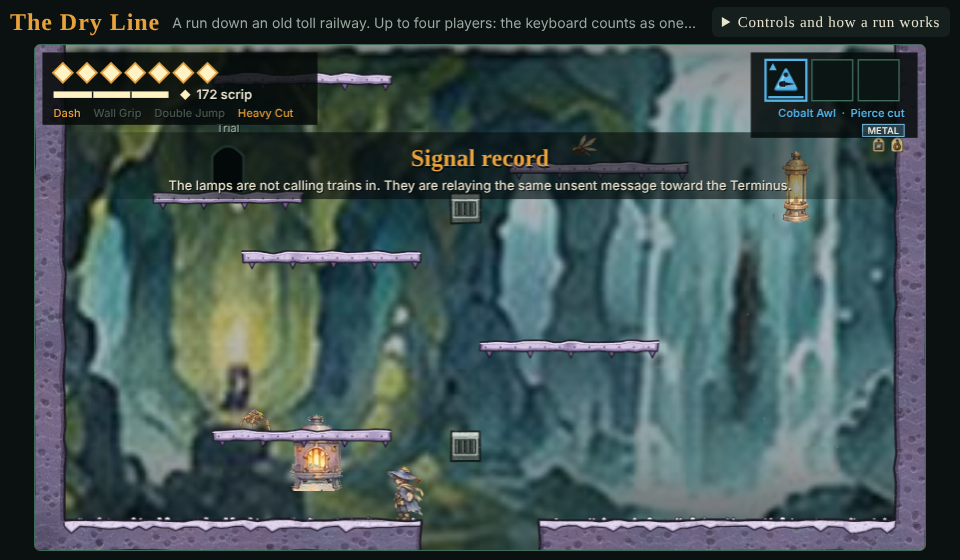 The Dry Line
A run down an old toll railway. Up to four players: the keyboard counts as one...
Controls and how a run works
172 scrip
Dash Wall Grip Double Jump Heavy Cut
Cobalt Awl · Pierce cut
METAL
Trial
Signal record
The lamps are not calling trains in. They are relaying the same unsent message toward the Terminus.